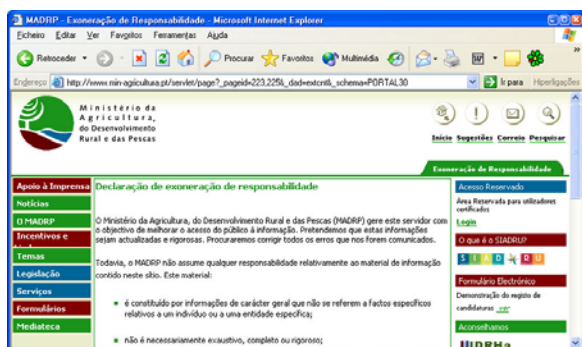 MADRP - Exoneração de Responsabilidade - Microsoft Internet Explorer
Ficheiro Editar Ver Favoritos Ferramentas Ajuda
Retroceder Procurar Favoritos Multimédia
Endereço http://www.min-agricultura.pt/servlet/page?_pageid=223,225&_dad=extcnt&_schema=PORTAL30 Ir para Hiperligações
Ministério da
Agricultura,
do Desenvolvimento
Rural e das Pescas
Início Sugestões Correio Pesquisar
Exoneração de Responsabilidade
Apoio à Imprensa
Notícias
O MADRP
Incentivos e
Temas
Legislação
Serviços
Formulários
Mediateca
Declaração de exoneração de responsabilidade
O Ministério da Agricultura, do Desenvolvimento Rural e das Pescas (MADRP) gere este servidor com
o objectivo de melhorar o acesso do público à informação. Pretendemos que estas informações
sejam actualizadas e rigorosas. Procuraremos corrigir todos os erros que nos forem comunicados.
Todavia, o MADRP não assume qualquer responsabilidade relativamente ao material de informação
contido neste sítio. Este material:
é constituído por informações de carácter geral que não se referem a factos específicos
relativos a um indivíduo ou a uma entidade específica;
não é necessariamente exaustivo, completo ou rigoroso;
Acesso Reservado
Área Reservada para utilizadores
certificados
Login
O que é o SIADRU?
SIADRU
Formulário Electrónico
Demonstração do registo de
candidaturas
Aconselhamos
IDRHa